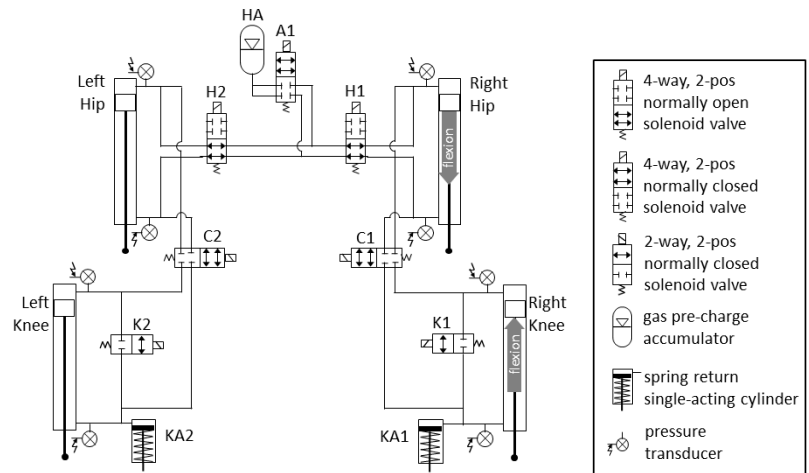 HA
A1
Left
Hip
H2
H1
Right
Hip
flexion
C2
C1
Left
Knee
K2
K1
Right
Knee
flexion
KA2
KA1
4-way, 2-pos
normally open
solenoid valve
4-way, 2-pos
normally closed
solenoid valve
2-way, 2-pos
normally closed
solenoid valve
gas pre-charge
accumulator
spring return
single-acting cylinder
pressure
transducer